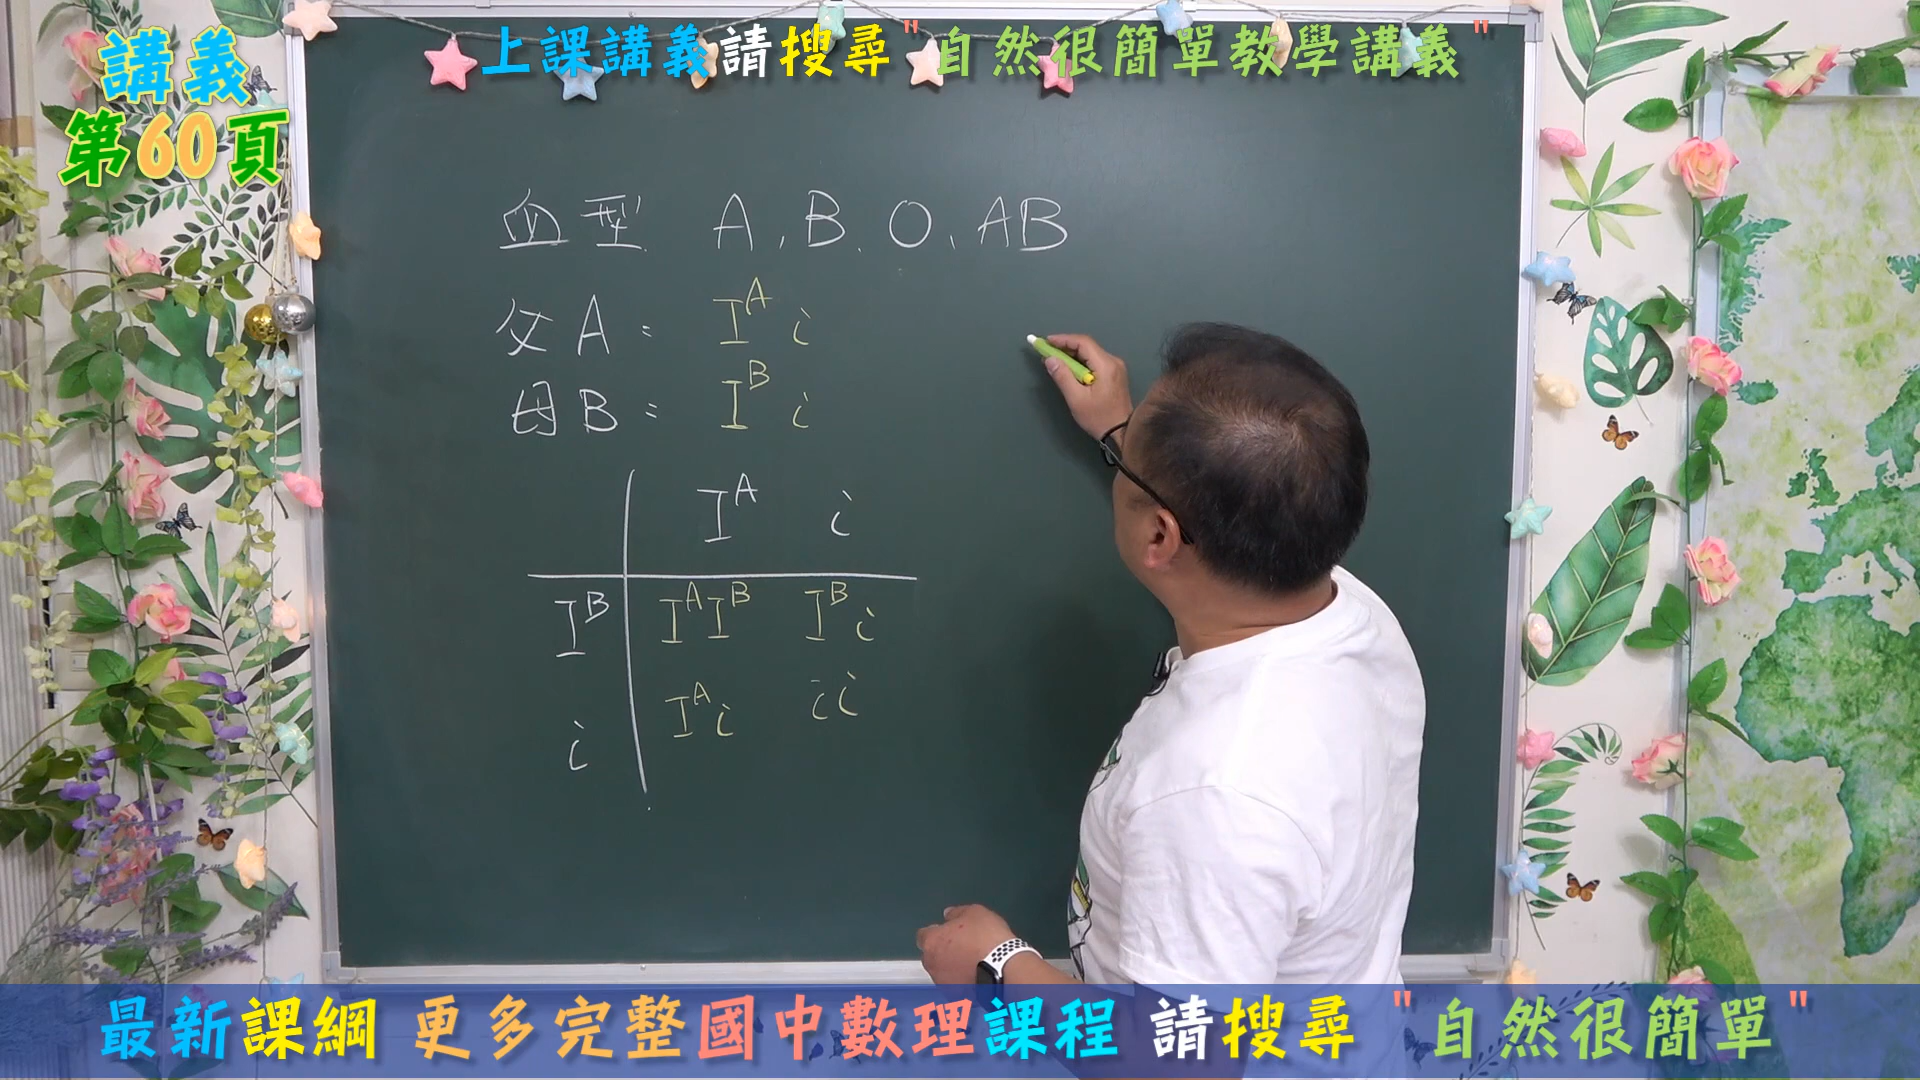 上課講義請搜尋"自然很簡單教學講義"
講義
第60頁
血型 A,B.O,AB
父A: I^A i
母B: I^B i
I^A i
I^B I^A I^B I^B i
i I^A i ii
最新課綱 更多完整國中數理課程 請搜尋 "自然很簡單"